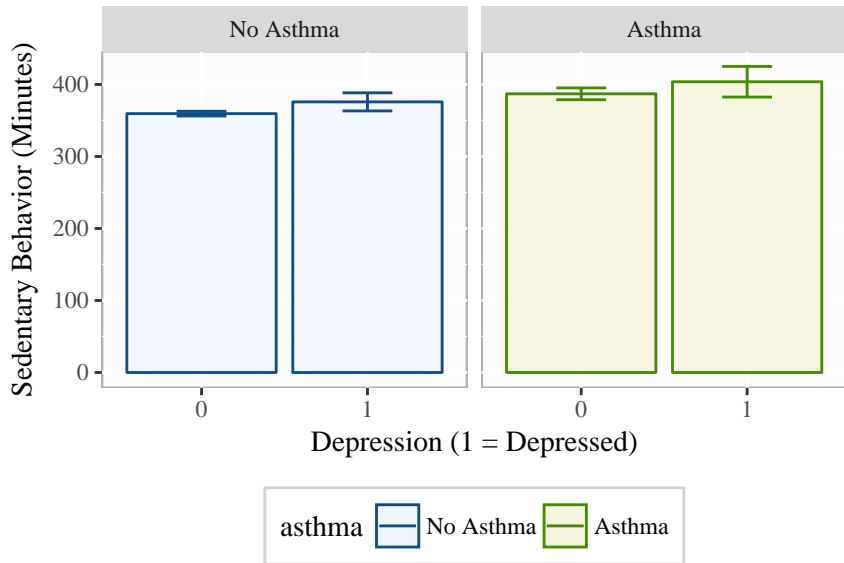 No Asthma
Asthma
Sedentary Behavior (Minutes)
400
300
200
100
0
0
1
0
1
Depression (1 = Depressed)
asthma
No Asthma
Asthma